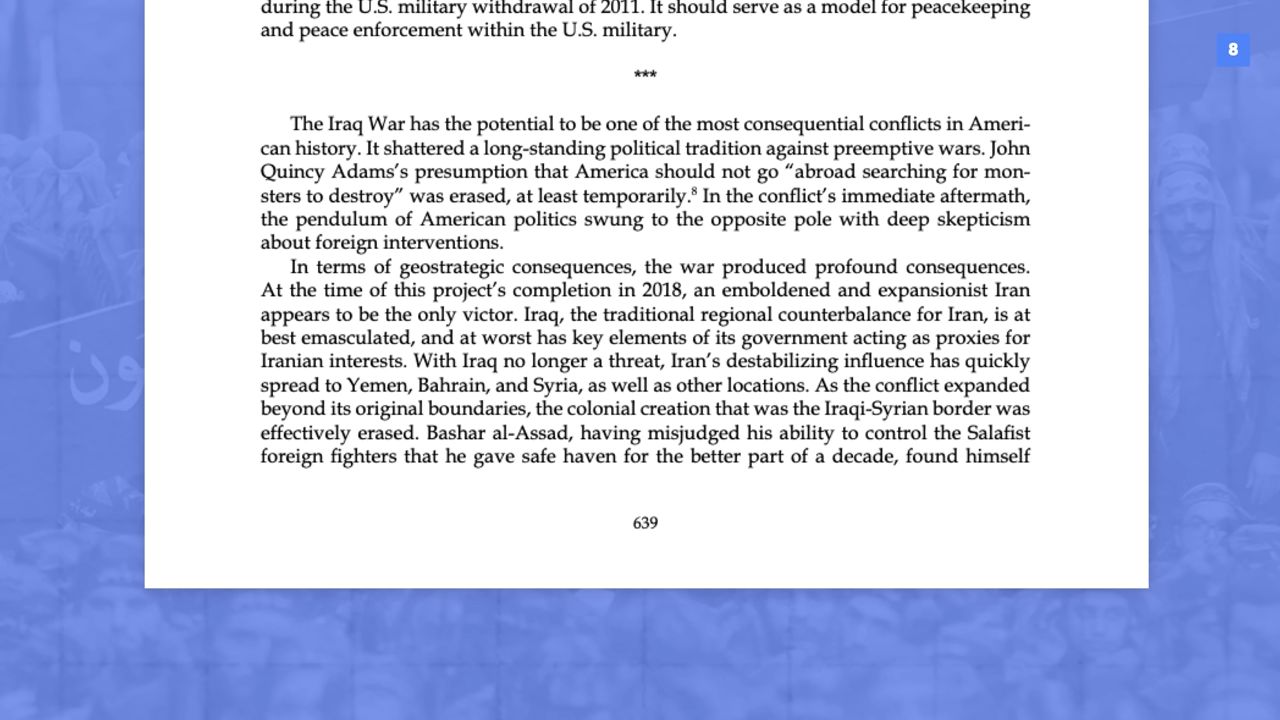 8
during the U.S. military withdrawal of 2011. It should serve as a model for peacekeeping
and peace enforcement within the U.S. military.
***
The Iraq War has the potential to be one of the most consequential conflicts in Ameri-
can history. It shattered a long-standing political tradition against preemptive wars. John
Quincy Adams's presumption that America should not go “abroad searching for mon-
sters to destroy” was erased, at least temporarily.⁸ In the conflict's immediate aftermath,
the pendulum of American politics swung to the opposite pole with deep skepticism
about foreign interventions.
In terms of geostrategic consequences, the war produced profound consequences.
At the time of this project's completion in 2018, an emboldened and expansionist Iran
appears to be the only victor. Iraq, the traditional regional counterbalance for Iran, is at
best emasculated, and at worst has key elements of its government acting as proxies for
Iranian interests. With Iraq no longer a threat, Iran's destabilizing influence has quickly
spread to Yemen, Bahrain, and Syria, as well as other locations. As the conflict expanded
beyond its original boundaries, the colonial creation that was the Iraqi-Syrian border was
effectively erased. Bashar al-Assad, having misjudged his ability to control the Salafist
foreign fighters that he gave safe haven for the better part of a decade, found himself
639